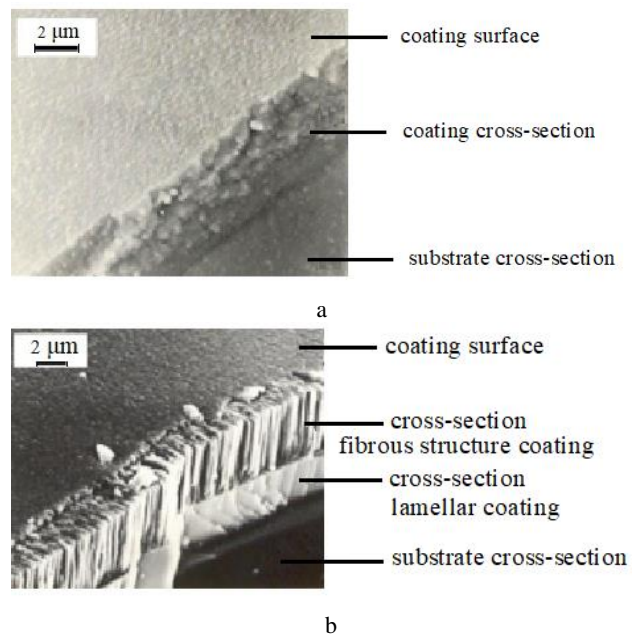 2 μm
coating surface
coating cross-section
substrate cross-section
a
2 μm
coating surface
cross-section
fibrous structure coating
cross-section
lamellar coating
substrate cross-section
b